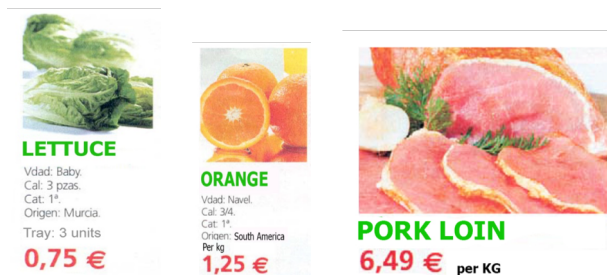 LETTUCE
Vdad: Baby.
Cal: 3 pzas.
Cat: 1ª.
Origen: Murcia.
Tray: 3 units
0,75 €
ORANGE
Vdad: Navel.
Cal: 3/4.
Cat: 1ª.
Origen: South America
Per kg
1,25 €
PORK LOIN
6,49 € per KG